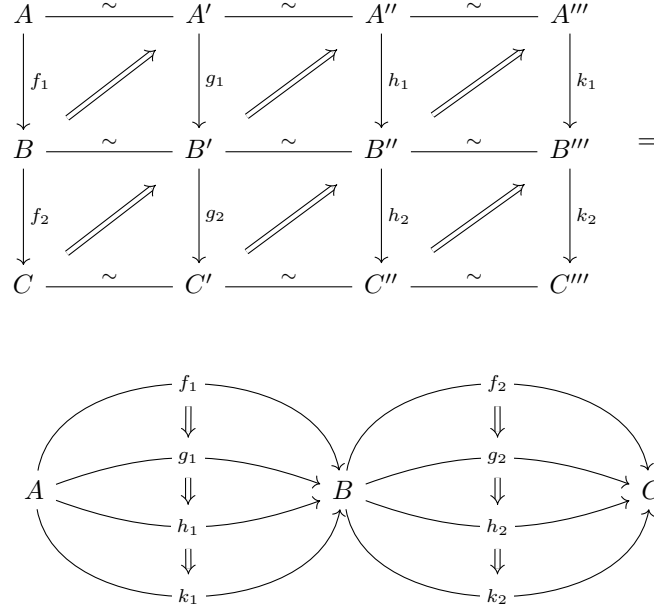 A ∼ A′ ∼ A″ ∼ A‴
f₁ g₁ h₁ k₁
B ∼ B′ ∼ B″ ∼ B‴ =
f₂ g₂ h₂ k₂
C ∼ C′ ∼ C″ ∼ C‴
f₁ f₂
g₁ g₂
A B C
h₁ h₂
k₁ k₂